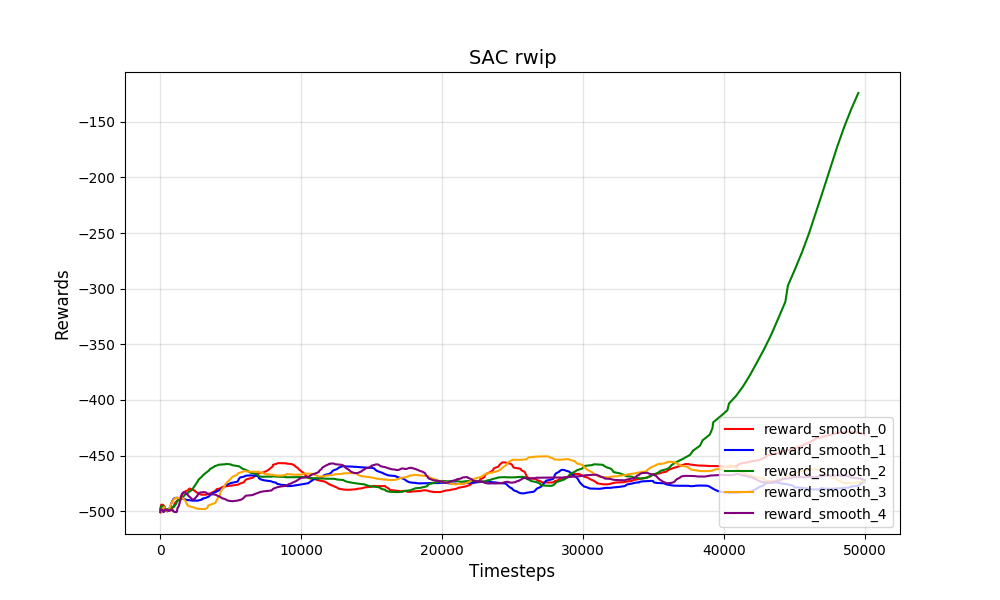 SAC rwip
Rewards
−150
−200
−250
−300
−350
−400
−450
−500
reward_smooth_0
reward_smooth_1
reward_smooth_2
reward_smooth_3
reward_smooth_4
0 10000 20000 30000 40000 50000
Timesteps